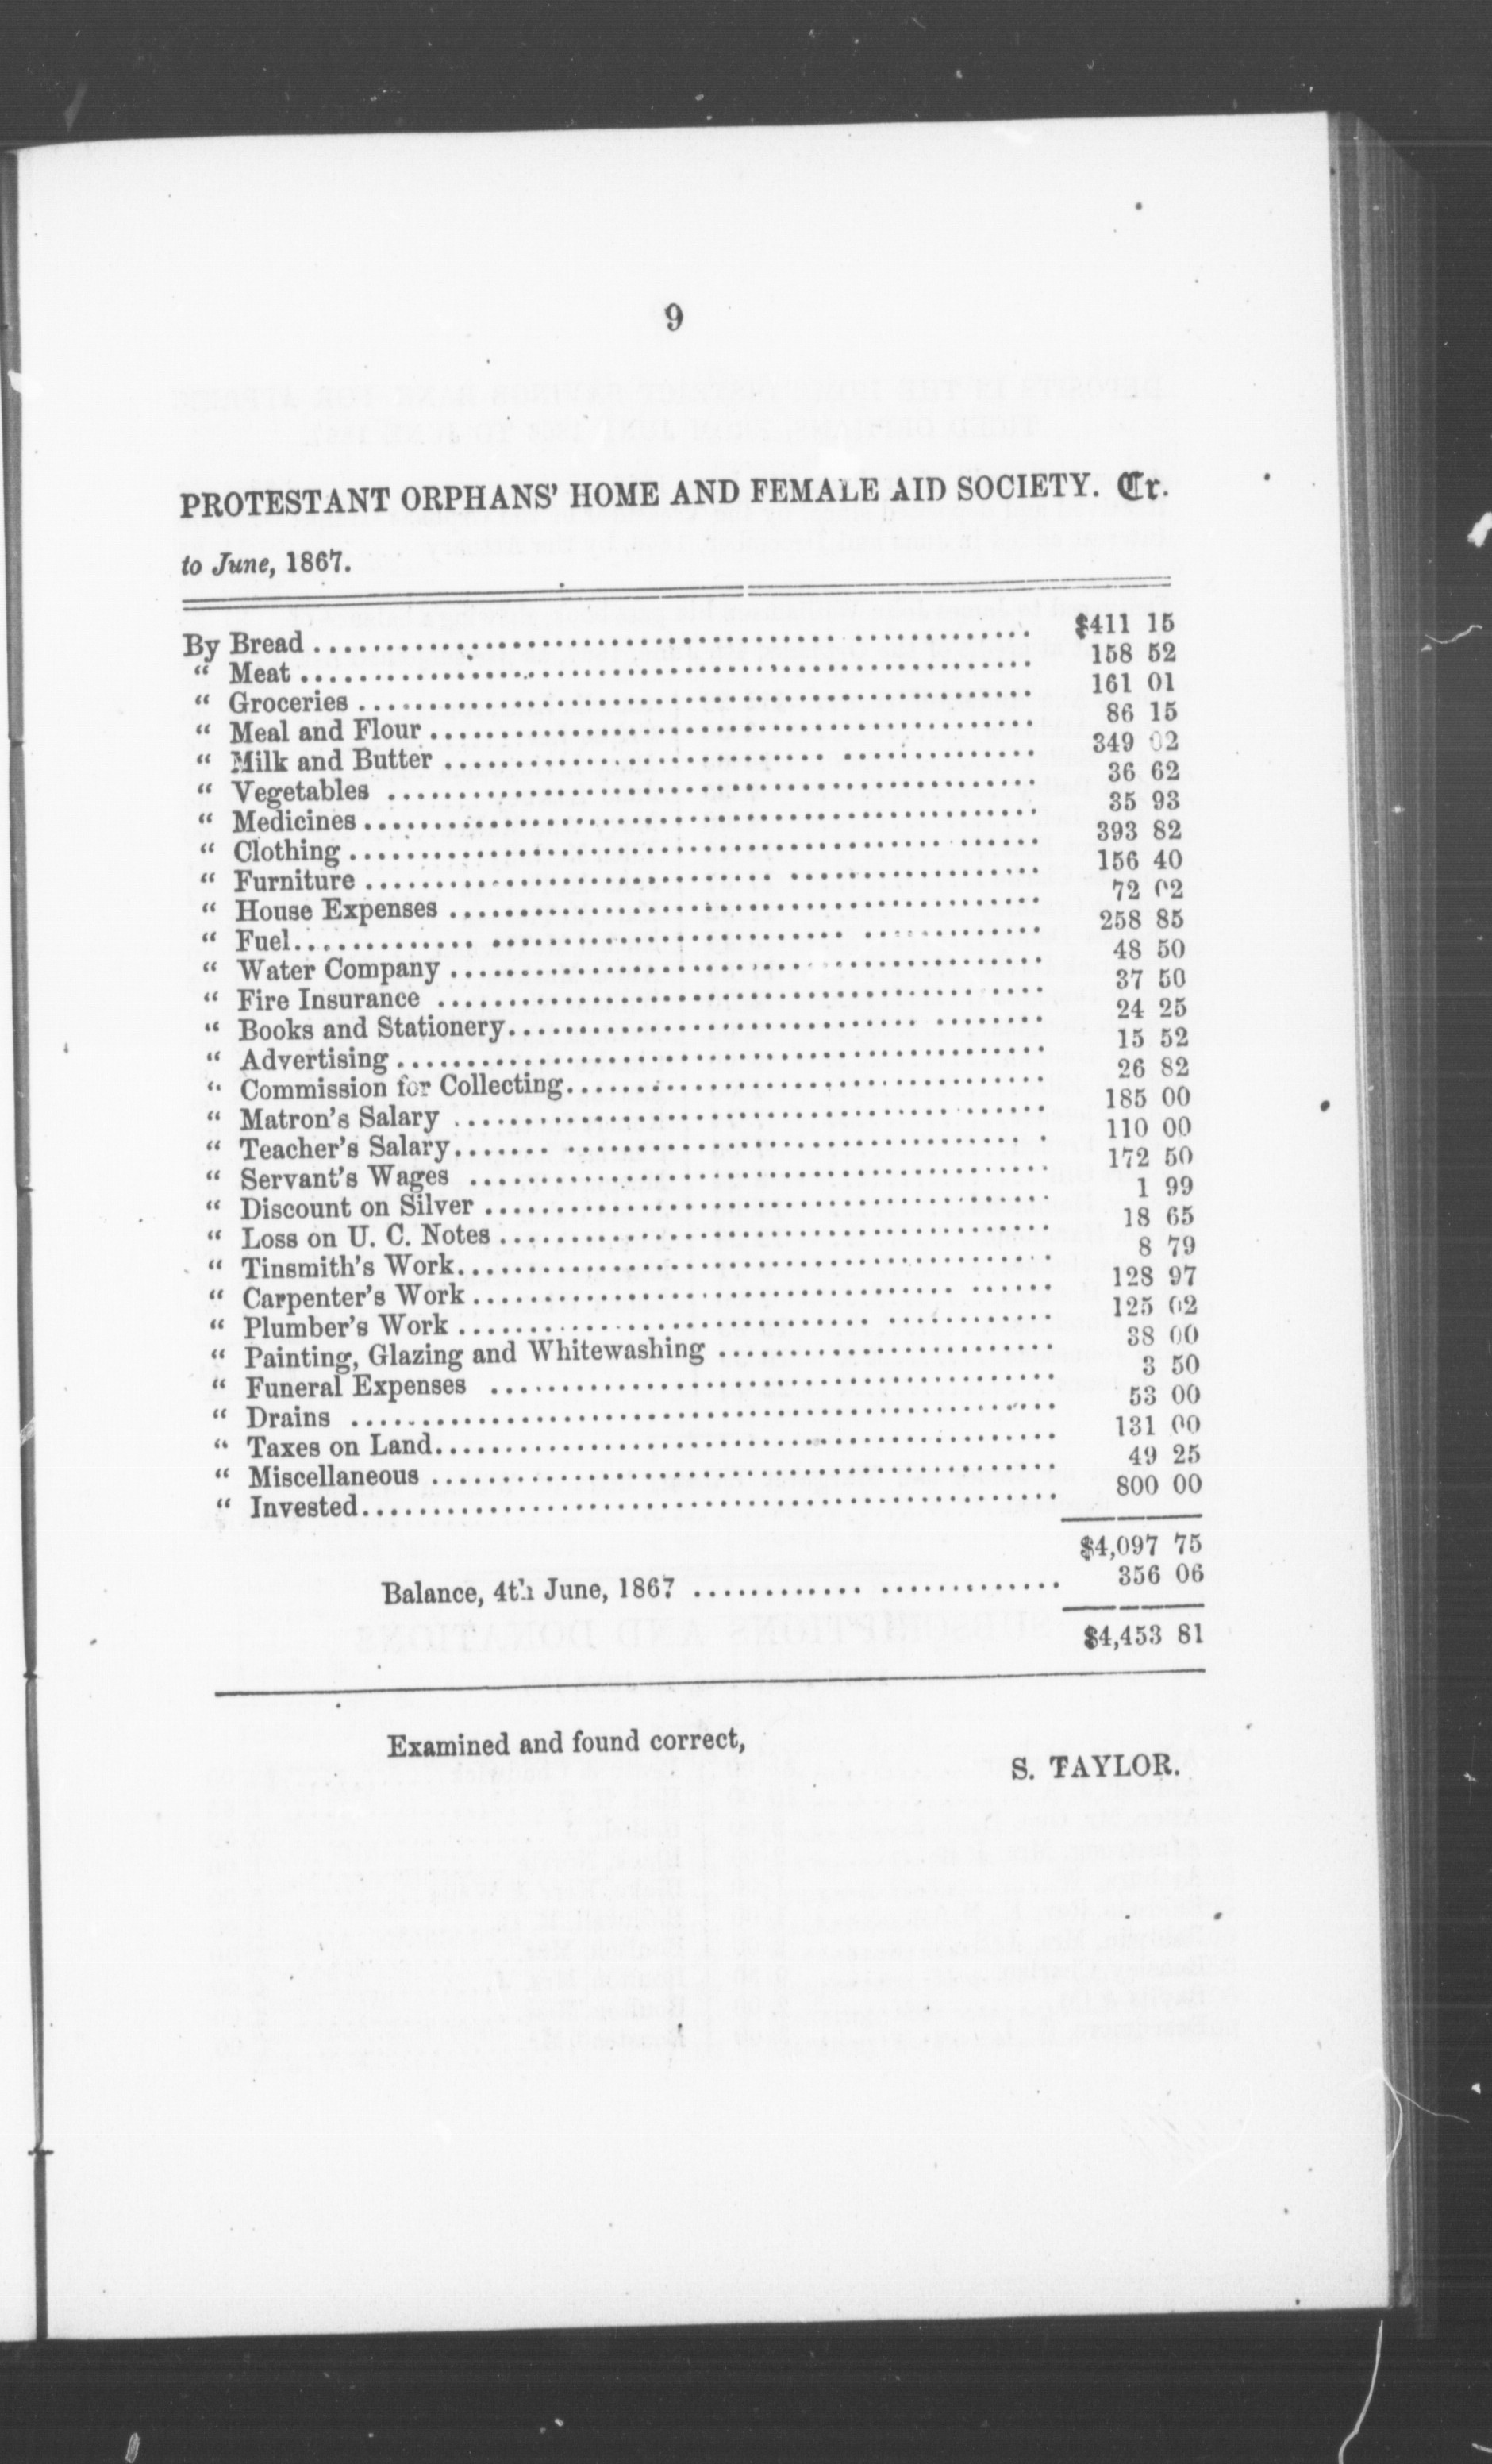 9
PROTESTANT ORPHANS' HOME AND FEMALE AID SOCIETY. Cr.
to June, 1867.
By Bread ........ $411 15
" Meat ........ 158 52
" Groceries ........ 161 01
" Meal and Flour ........ 86 15
" Milk and Butter ........ 349 02
" Vegetables ........ 36 62
" Medicines ........ 35 93
" Clothing ........ 393 82
" Furniture ........ 156 40
" House Expenses ........ 72 02
" Fuel ........ 258 85
" Water Company ........ 48 50
" Fire Insurance ........ 37 50
" Books and Stationery ........ 24 25
" Advertising ........ 15 52
" Commission for Collecting ........ 26 82
" Matron's Salary ........ 185 00
" Teacher's Salary ........ 110 00
" Servant's Wages ........ 172 50
" Discount on Silver ........ 1 99
" Loss on U. C. Notes ........ 18 65
" Tinsmith's Work ........ 8 79
" Carpenter's Work ........ 128 97
" Plumber's Work ........ 125 02
" Painting, Glazing and Whitewashing ........ 38 00
" Funeral Expenses ........ 3 50
" Drains ........ 53 00
" Taxes on Land ........ 131 00
" Miscellaneous ........ 49 25
" Invested ........ 800 00
$4,097 75
Balance, 4th June, 1867 ........ 356 06
$4,453 81
Examined and found correct,
S. TAYLOR.